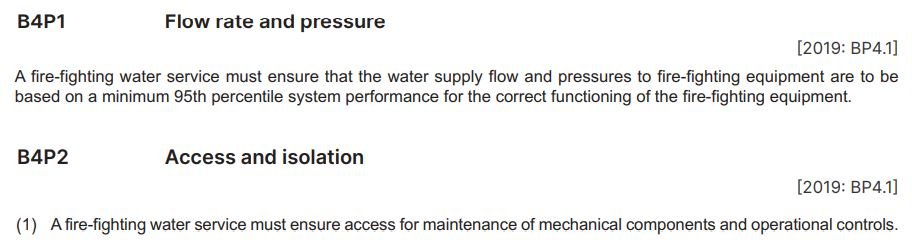 B4P1 Flow rate and pressure
[2019: BP4.1]
A fire-fighting water service must ensure that the water supply flow and pressures to fire-fighting equipment are to be
based on a minimum 95th percentile system performance for the correct functioning of the fire-fighting equipment.
B4P2 Access and isolation
[2019: BP4.1]
(1) A fire-fighting water service must ensure access for maintenance of mechanical components and operational controls.